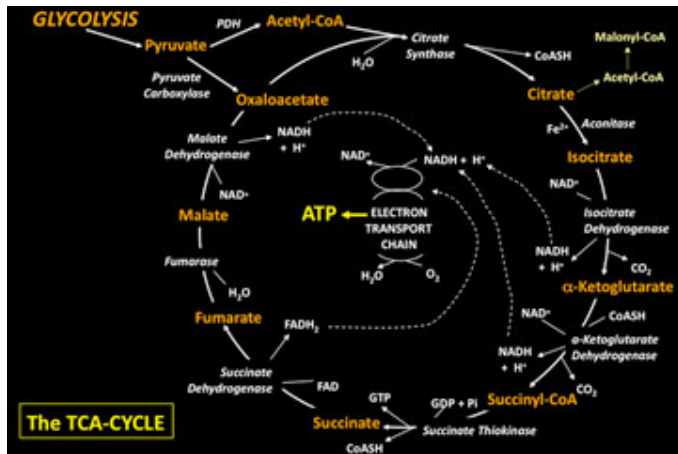 GLYCOLYSIS
PDH
Acetyl-CoA
Pyruvate
Citrate
Synthase
CoASH
Malonyl-CoA
H₂O
Acetyl-CoA
Pyruvate
Carboxylase
Oxaloacetate
Citrate
Fe²⁺
Aconitase
Malate
Dehydrogenase
NADH
+ H⁺
NAD⁺
NADH + H⁺
Isocitrate
NAD⁺
NAD⁺
Malate
ATP
ELECTRON
TRANSPORT
CHAIN
Isocitrate
Dehydrogenase
NADH
+ H⁺
CO₂
Fumarase
H₂O
H₂O
O₂
α-Ketoglutarate
Fumarate
FADH₂
NAD⁺
CoASH
NADH
+ H⁺
α-Ketoglutarate
Dehydrogenase
Succinate
Dehydrogenase
FAD
CO₂
GTP
GDP + Pi
Succinyl-CoA
The TCA-CYCLE
Succinate
Succinate Thiokinase
CoASH